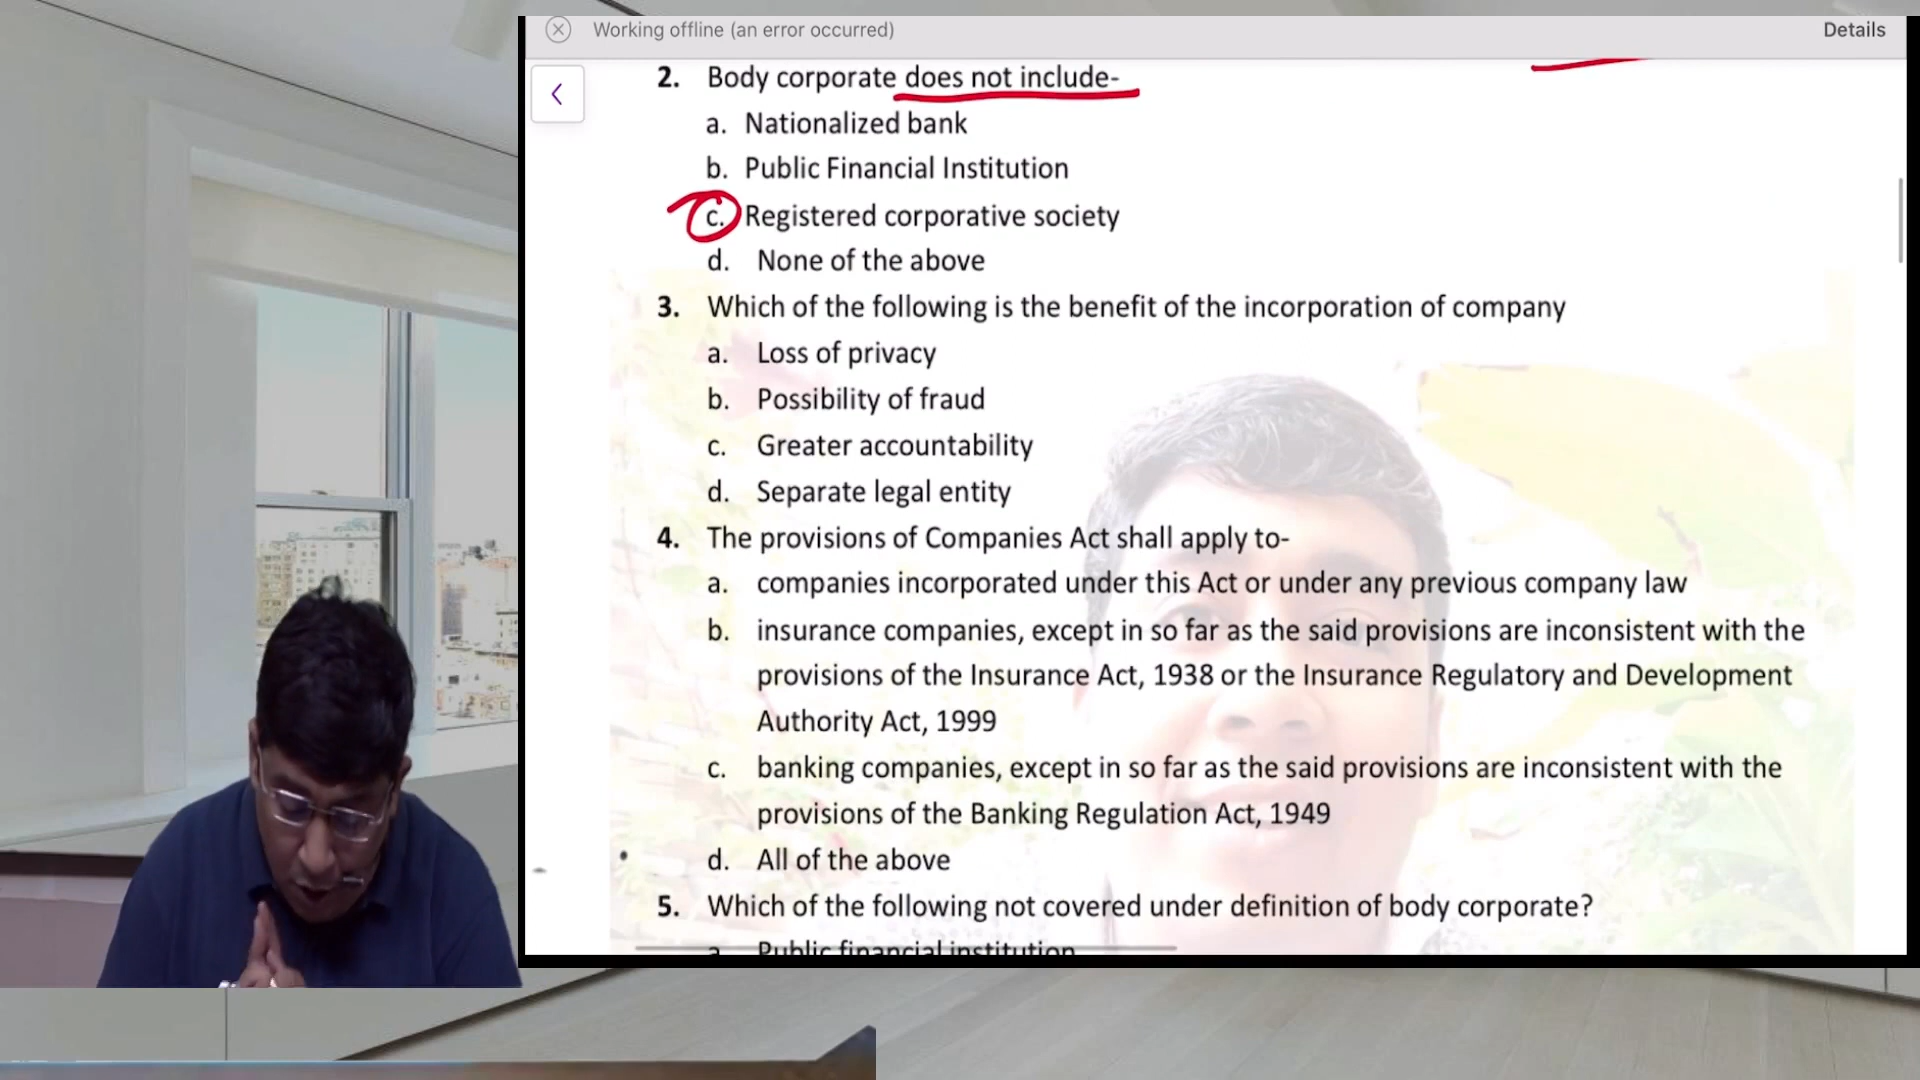 Working offline (an error occurred)
Details
2. Body corporate does not include-
a. Nationalized bank
b. Public Financial Institution
c. Registered corporative society
d. None of the above
3. Which of the following is the benefit of the incorporation of company
a. Loss of privacy
b. Possibility of fraud
c. Greater accountability
d. Separate legal entity
4. The provisions of Companies Act shall apply to-
a. companies incorporated under this Act or under any previous company law
b. insurance companies, except in so far as the said provisions are inconsistent with the
provisions of the Insurance Act, 1938 or the Insurance Regulatory and Development
Authority Act, 1999
c. banking companies, except in so far as the said provisions are inconsistent with the
provisions of the Banking Regulation Act, 1949
d. All of the above
5. Which of the following not covered under definition of body corporate?
a. Public financial institution